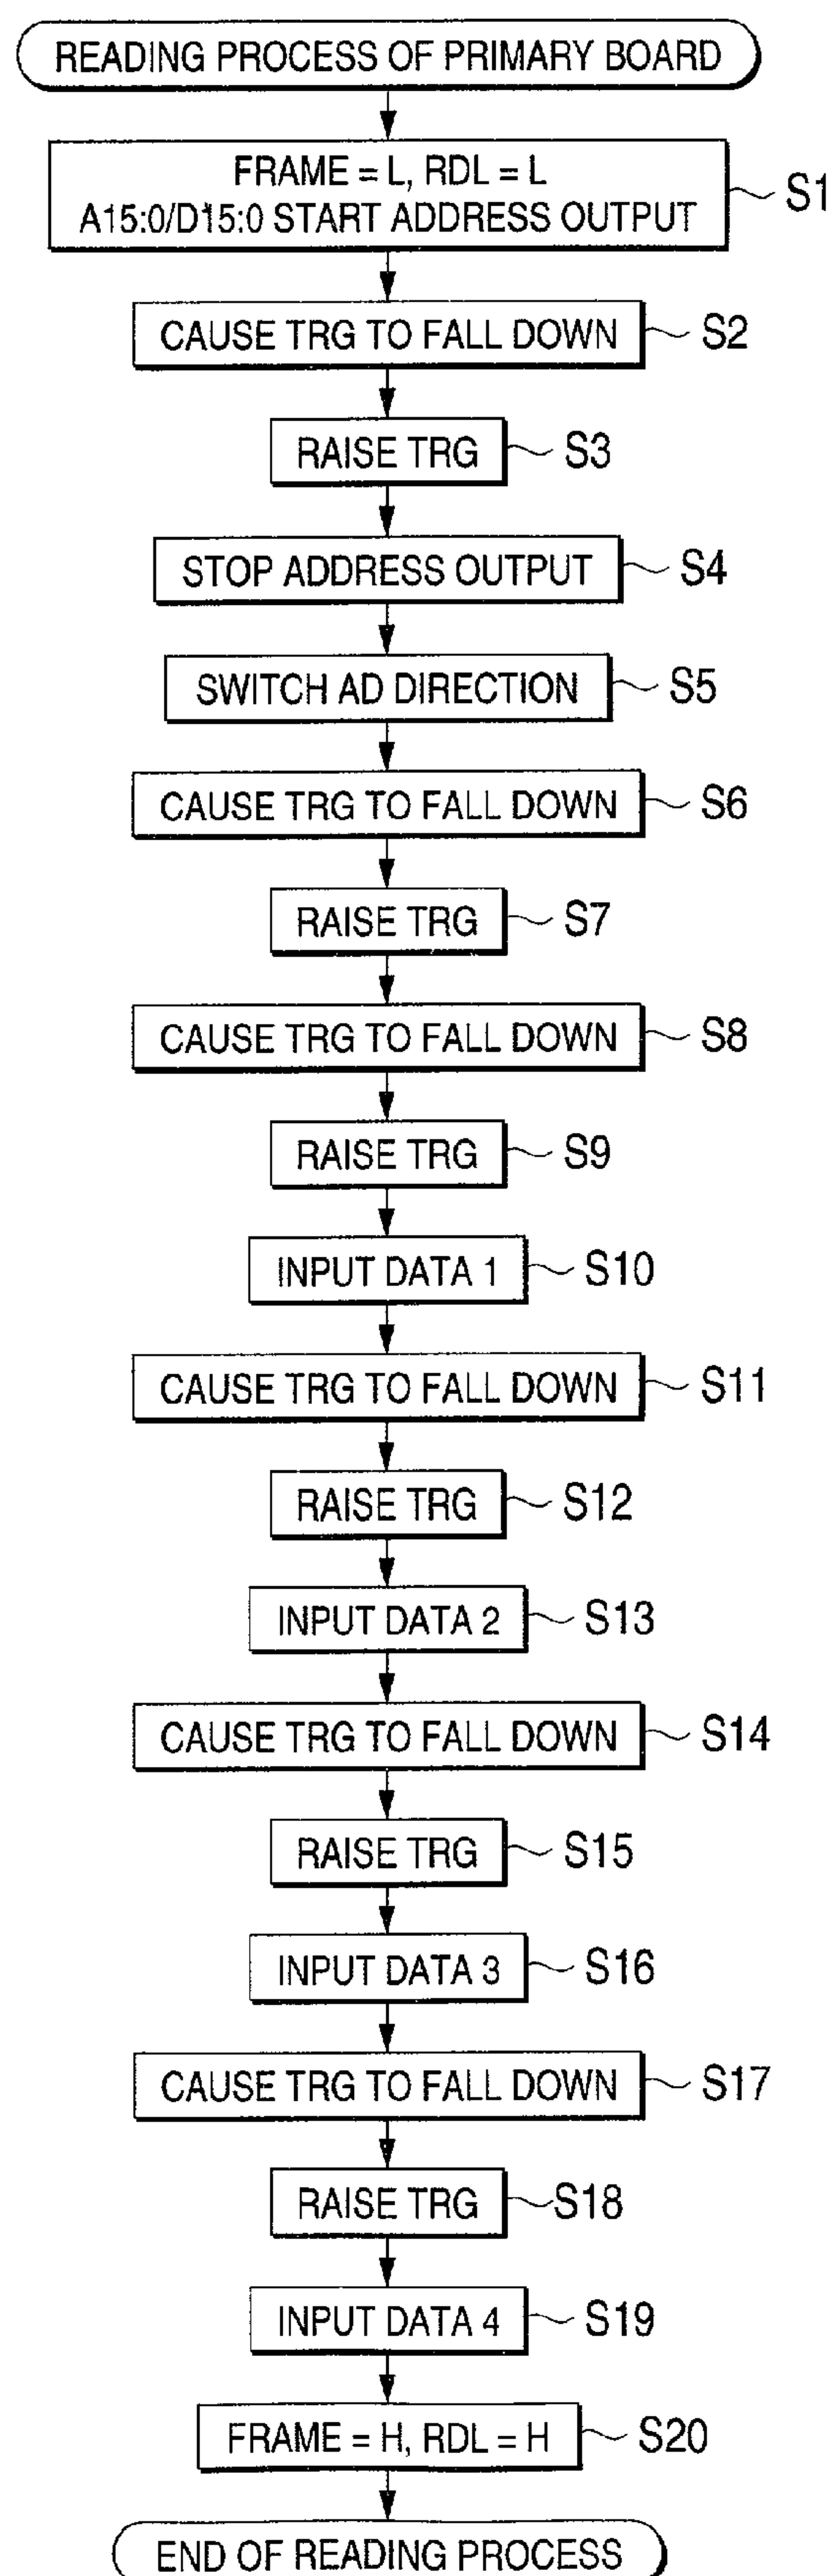 READING PROCESS OF PRIMARY BOARD
FRAME = L, RDL = L
A15:0/D15:0 START ADDRESS OUTPUT
S1
CAUSE TRG TO FALL DOWN
S2
RAISE TRG
S3
STOP ADDRESS OUTPUT
S4
SWITCH AD DIRECTION
S5
CAUSE TRG TO FALL DOWN
S6
RAISE TRG
S7
CAUSE TRG TO FALL DOWN
S8
RAISE TRG
S9
INPUT DATA 1
S10
CAUSE TRG TO FALL DOWN
S11
RAISE TRG
S12
INPUT DATA 2
S13
CAUSE TRG TO FALL DOWN
S14
RAISE TRG
S15
INPUT DATA 3
S16
CAUSE TRG TO FALL DOWN
S17
RAISE TRG
S18
INPUT DATA 4
S19
FRAME = H, RDL = H
S20
END OF READING PROCESS